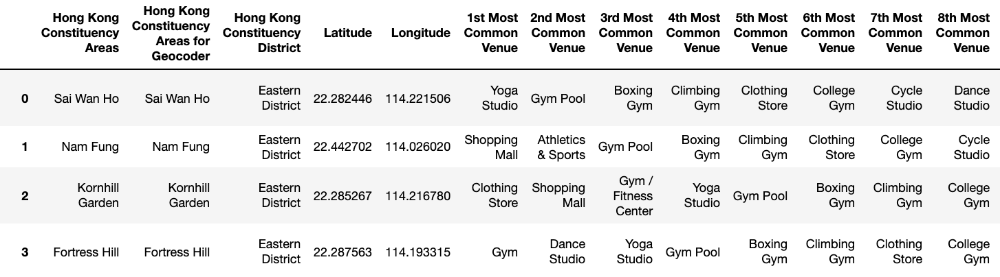 Hong Kong Constituency Areas | Hong Kong Constituency Areas for Geocoder | Hong Kong Constituency District | Latitude | Longitude | 1st Most Common Venue | 2nd Most Common Venue | 3rd Most Common Venue | 4th Most Common Venue | 5th Most Common Venue | 6th Most Common Venue | 7th Most Common Venue | 8th Most Common Venue
0 | Sai Wan Ho | Sai Wan Ho | Eastern District | 22.282446 | 114.221506 | Yoga Studio | Gym Pool | Boxing Gym | Climbing Gym | Clothing Store | College Gym | Cycle Studio | Dance Studio
1 | Nam Fung | Nam Fung | Eastern District | 22.442702 | 114.026020 | Shopping Mall | Athletics & Sports | Gym Pool | Boxing Gym | Climbing Gym | Clothing Store | College Gym | Cycle Studio
2 | Kornhill Garden | Kornhill Garden | Eastern District | 22.285267 | 114.216780 | Clothing Store | Shopping Mall | Gym / Fitness Center | Yoga Studio | Gym Pool | Boxing Gym | Climbing Gym | College Gym
3 | Fortress Hill | Fortress Hill | Eastern District | 22.287563 | 114.193315 | Gym | Dance Studio | Yoga Studio | Gym Pool | Boxing Gym | Climbing Gym | Clothing Store | College Gym